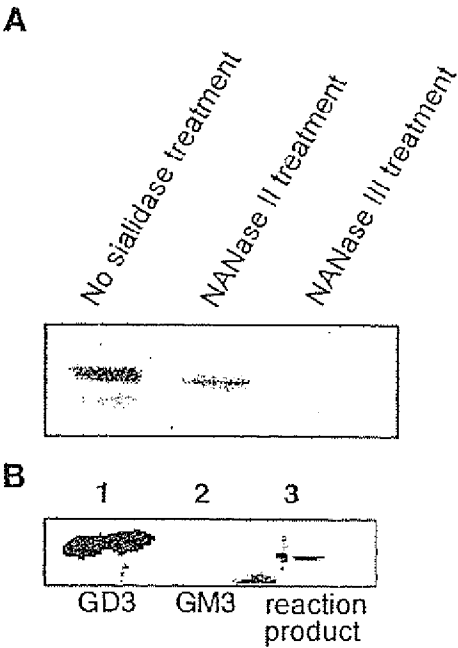 A
No sialidase treatment
NANase II treatment
NANase III treatment
B
1 2 3
GD3 GM3 reaction
product